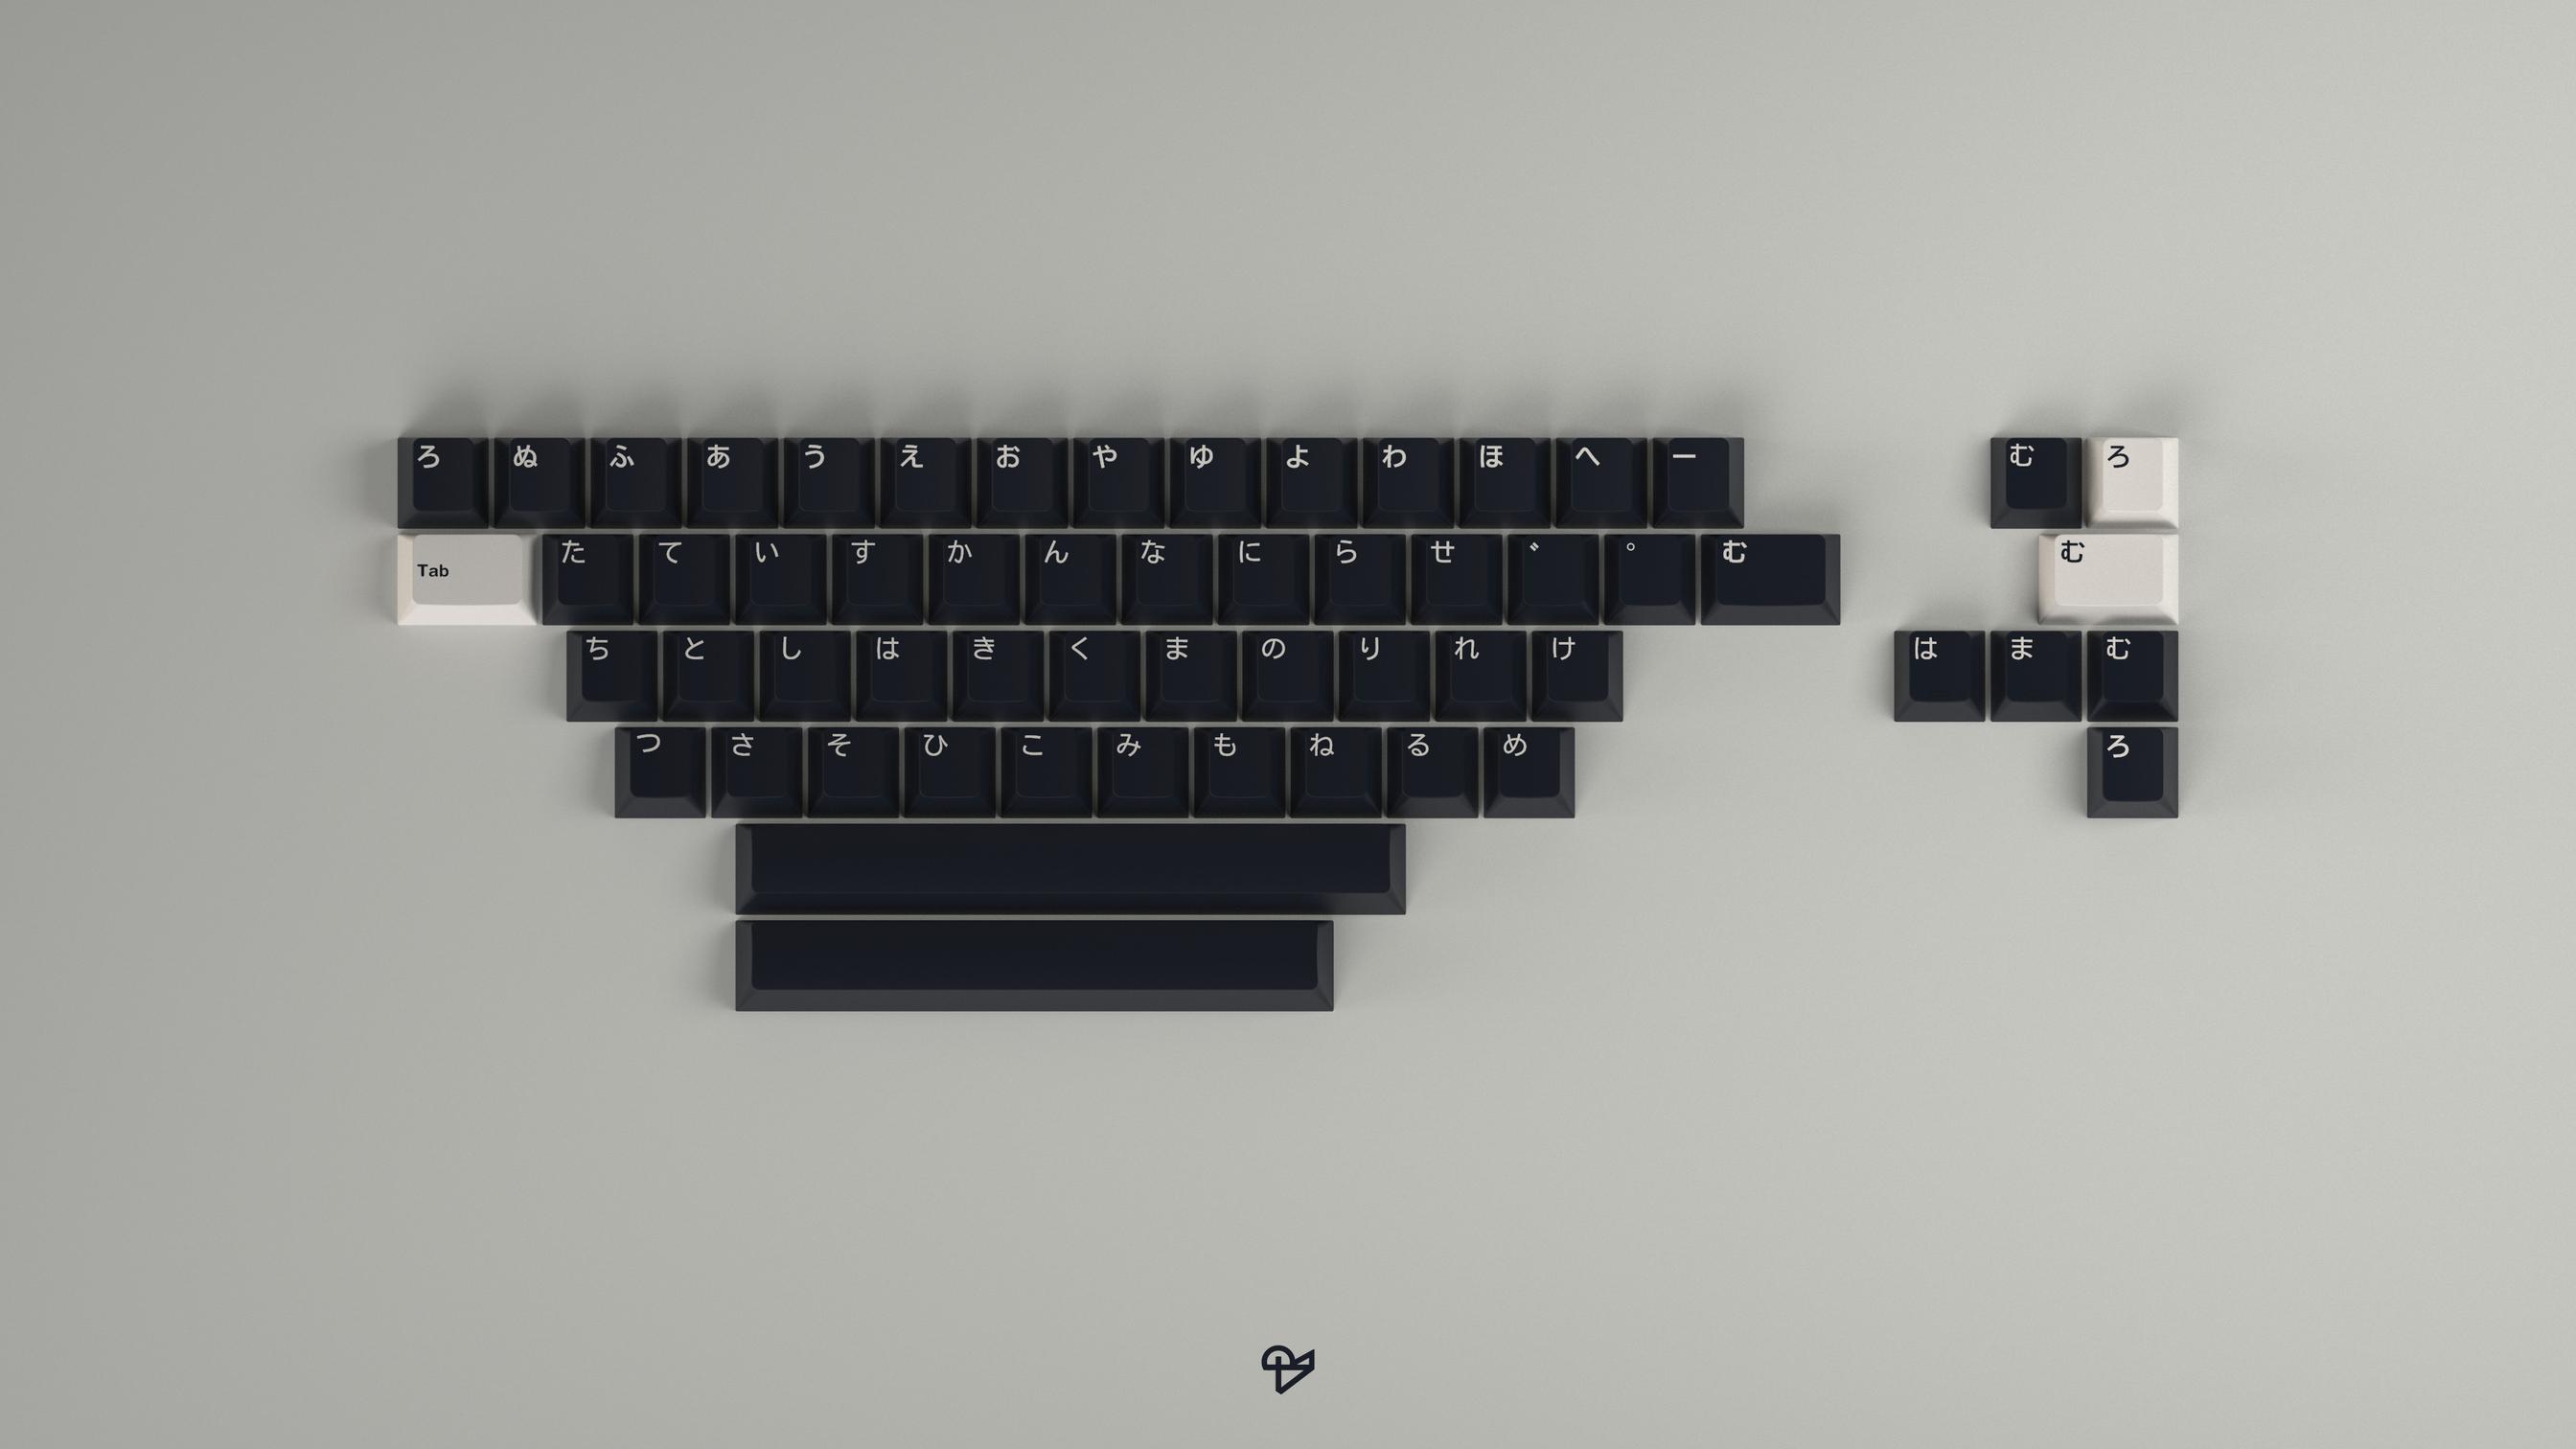 ろ ぬ ふ あ う え お や ゆ よ わ ほ へ ー む ろ
Tab た て い す か ん な に ら せ ゛ ゜ む む
ち と し は き く ま の り れ け は ま む
つ さ そ ひ こ み も ね る め ろ